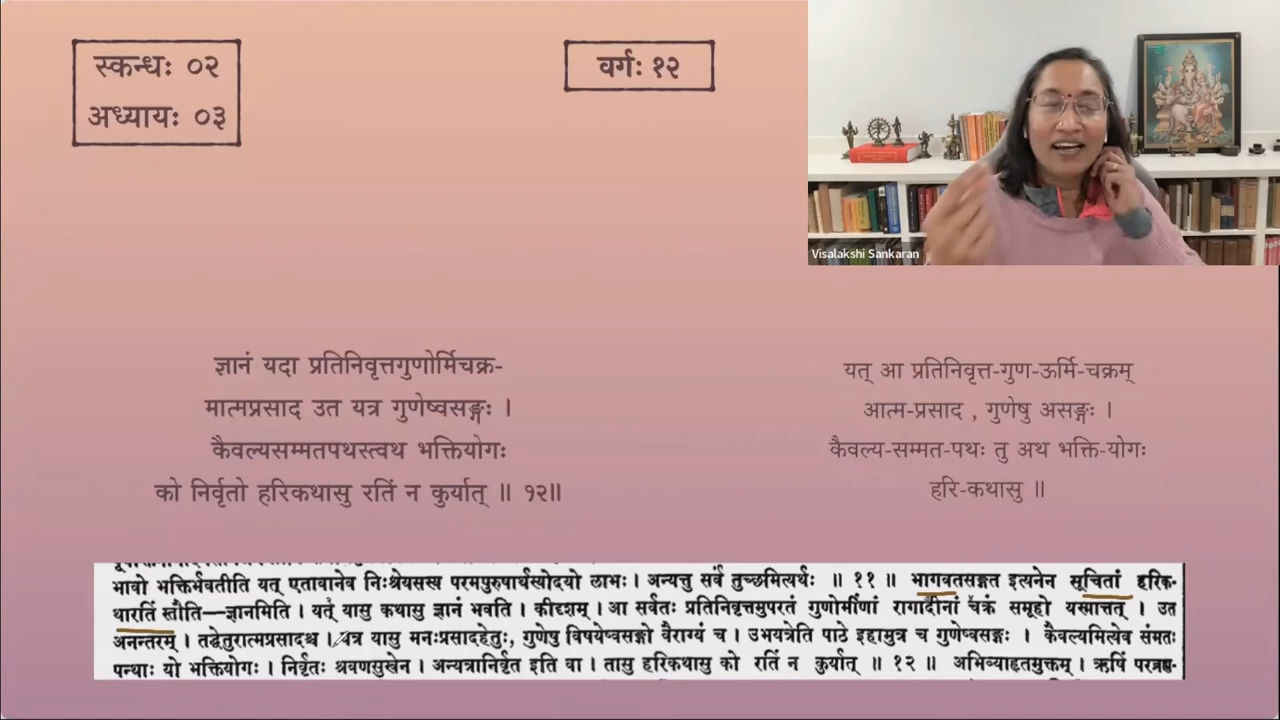 स्कन्धः ०२
अध्यायः ०३
वर्गः १२
Visalakshi Sankaran
ज्ञानं यदा प्रतिनिवृत्तगुणोर्मिचक्र-
मात्मप्रसाद उत यत्र गुणेष्वसङ्गः ।
कैवल्यसम्मतपथस्त्वथ भक्तियोगः
को निर्वृतो हरिकथासु रतिं न कुर्यात् ॥ १२॥
यत् आ प्रतिनिवृत्त-गुण-ऊर्मि-चक्रम्
आत्म-प्रसाद , गुणेषु असङ्गः ।
कैवल्य-सम्मत-पथः तु अथ भक्ति-योगः
हरि-कथासु ॥
भावो भक्तिर्भवतीति यत् एतावानेव निःश्रेयसस्य परमपुरुषार्थस्योदयो लाभः । अन्यत्तु सर्वं तुच्छमित्यर्थः ॥ ११ ॥ भागवतसङ्गत इत्यनेन सूचितां हरिक-
थारतिं स्तौति—ज्ञानमिति । यत् यासु कथासु ज्ञानं भवति । कीदृशम् । आ सर्वतः प्रतिनिवृत्तमुपरतं गुणोर्मीणां रागादीनां चक्रं समूहो यस्मात्तत् । उत
अनन्तरम् । तद्धेतुरात्मप्रसादश्च । यत्र यासु मनःप्रसादहेतुः, गुणेषु विषयेष्वसङ्गो वैराग्यं च । उभयत्रेति पाठे इहामुत्र च गुणेष्वसङ्गः । कैवल्यमित्येव संमतः
पन्थाः यो भक्तियोगः । निर्वृतः श्रवणसुखेन । अन्यत्रानिर्वृत इति वा । तासु हरिकथासु को रतिं न कुर्यात् ॥ १२ ॥ अभिव्याहृतमुक्तम् । ऋषिं परब्रह्म-